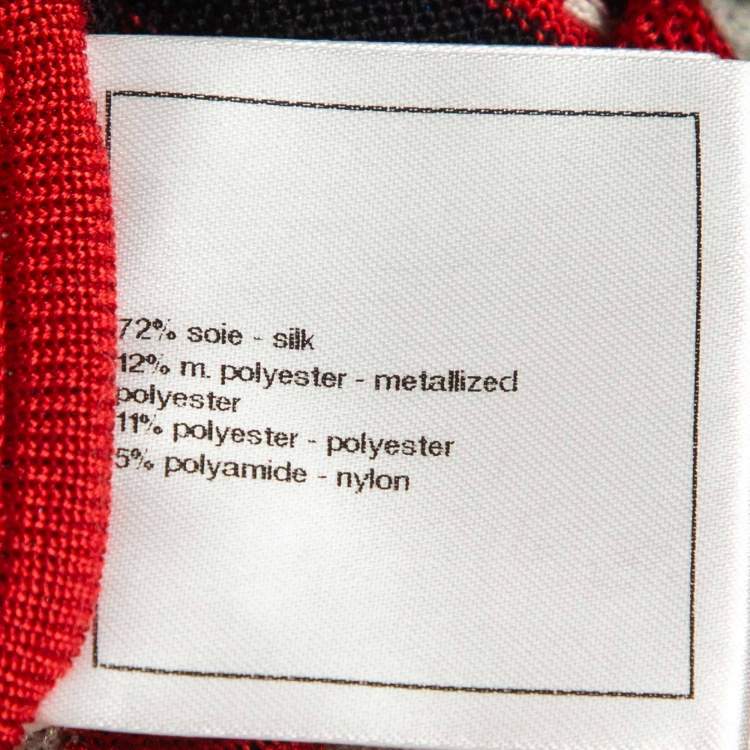 72% soie - silk
12% m. polyester - metallized
polyester
11% polyester - polyester
5% polyamide - nylon